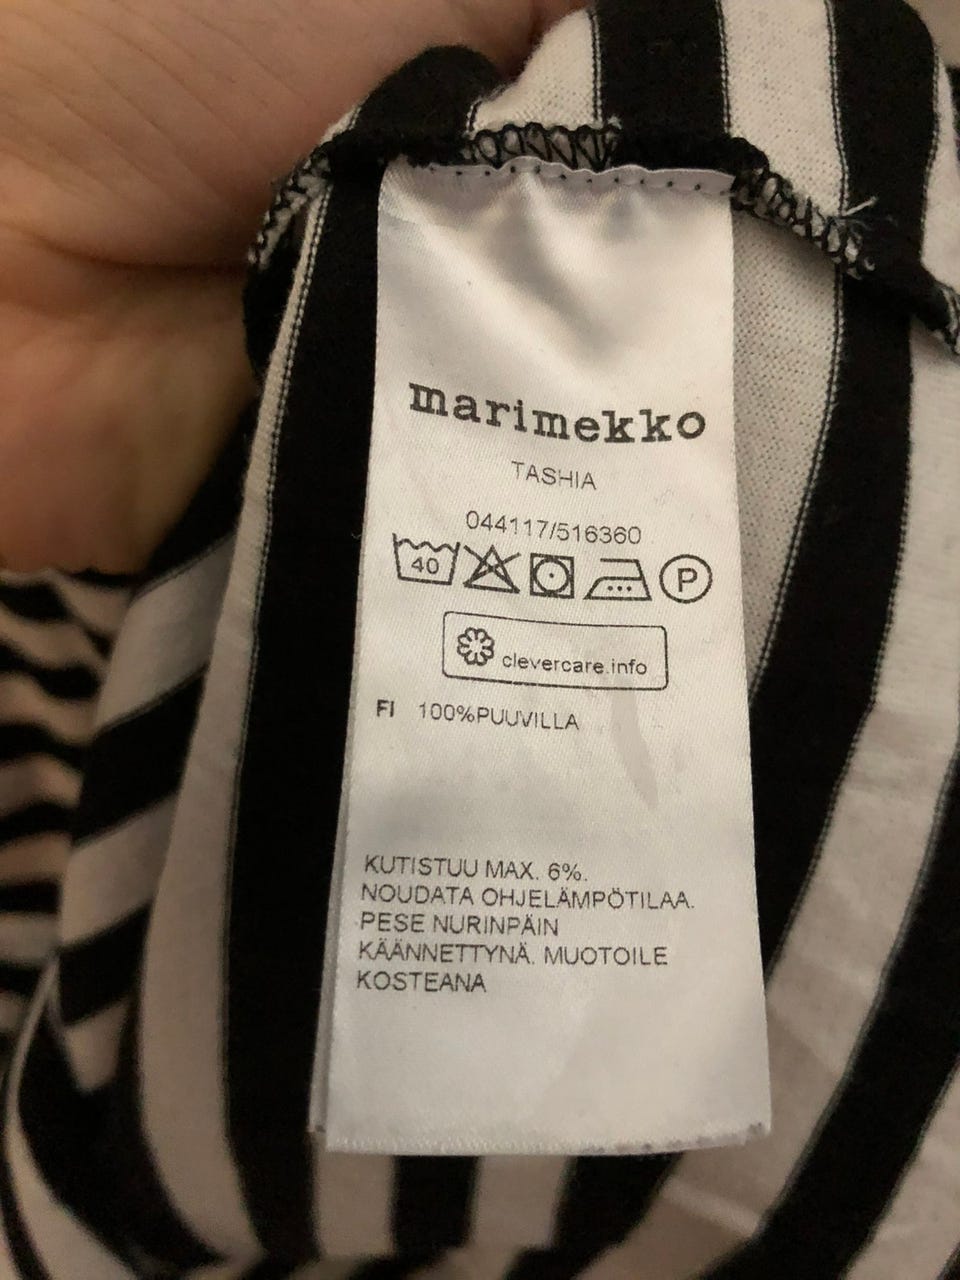 marimekko
TASHIA
044117/516360
40 P
clevercare.info
FI 100%PUUVILLA
KUTISTUU MAX. 6%.
NOUDATA OHJELÄMPÖTILAA.
PESE NURINPÄIN
KÄÄNNETTYNÄ. MUOTOILE
KOSTEANA